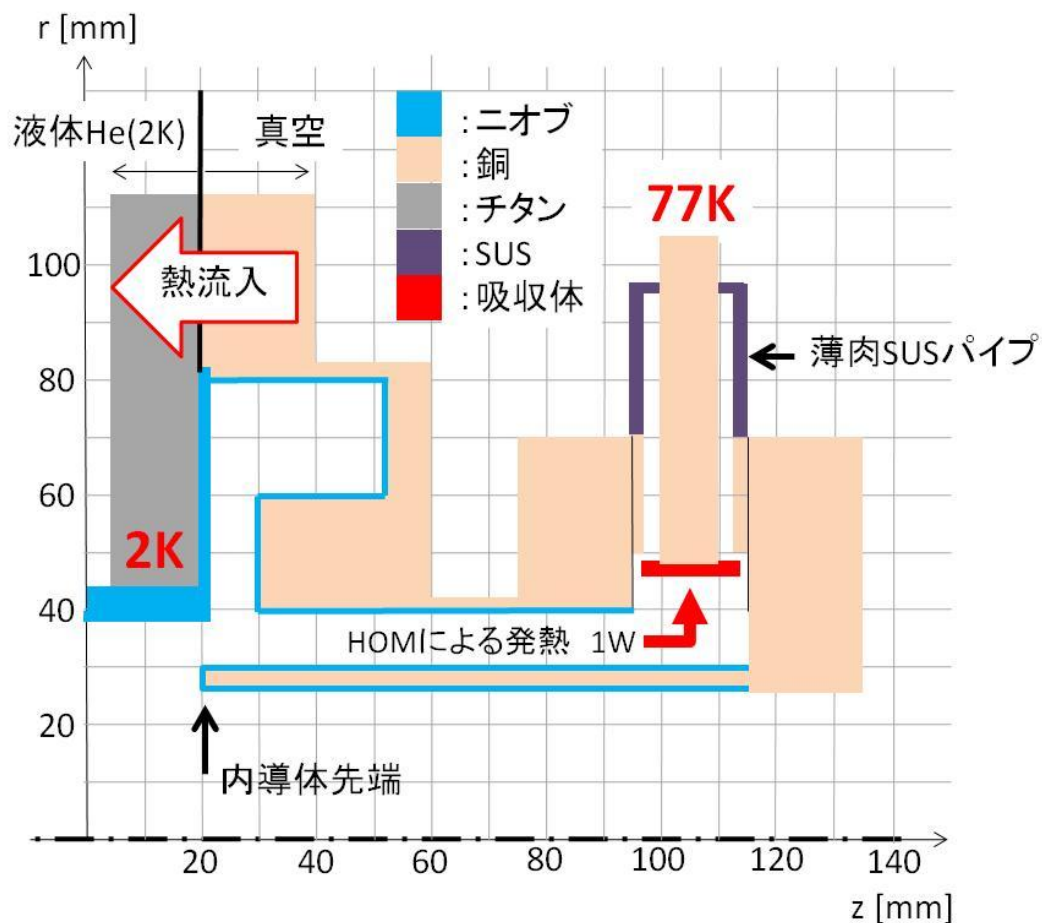 r [mm]
液体He(2K)
真空
:ニオブ
:銅
:チタン
:SUS
:吸収体
77K
100
熱流入
薄肉SUSパイプ
80
60
2K
40
HOMによる発熱 1W
20
内導体先端
20
40
60
80
100
120
140
z [mm]